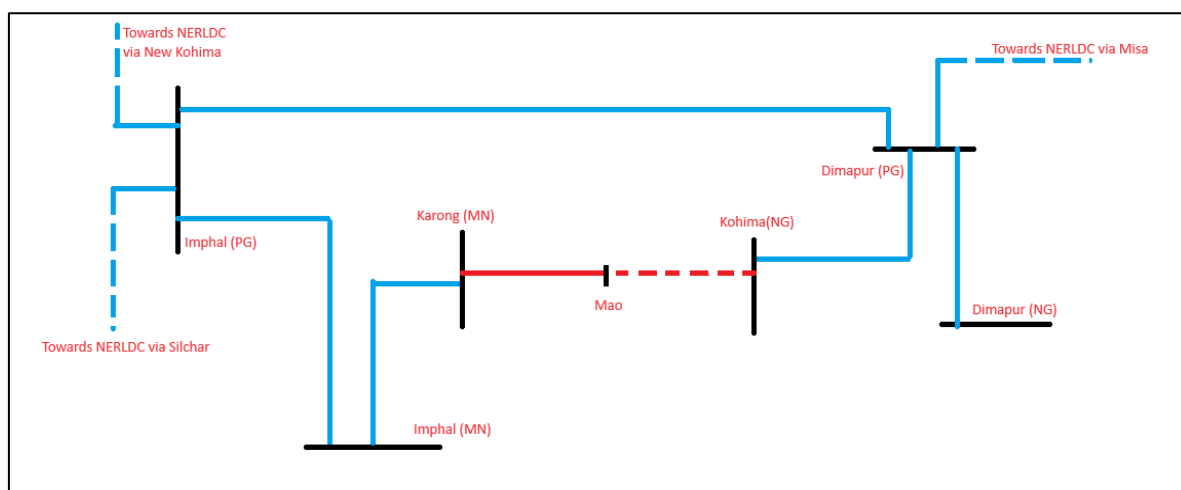 Towards NERLDC
via New Kohima
Towards NERLDC via Misa
Dimapur (PG)
Karong (MN)
Kohima(NG)
Imphal (PG)
Mao
Dimapur (NG)
Towards NERLDC via Silchar
Imphal (MN)